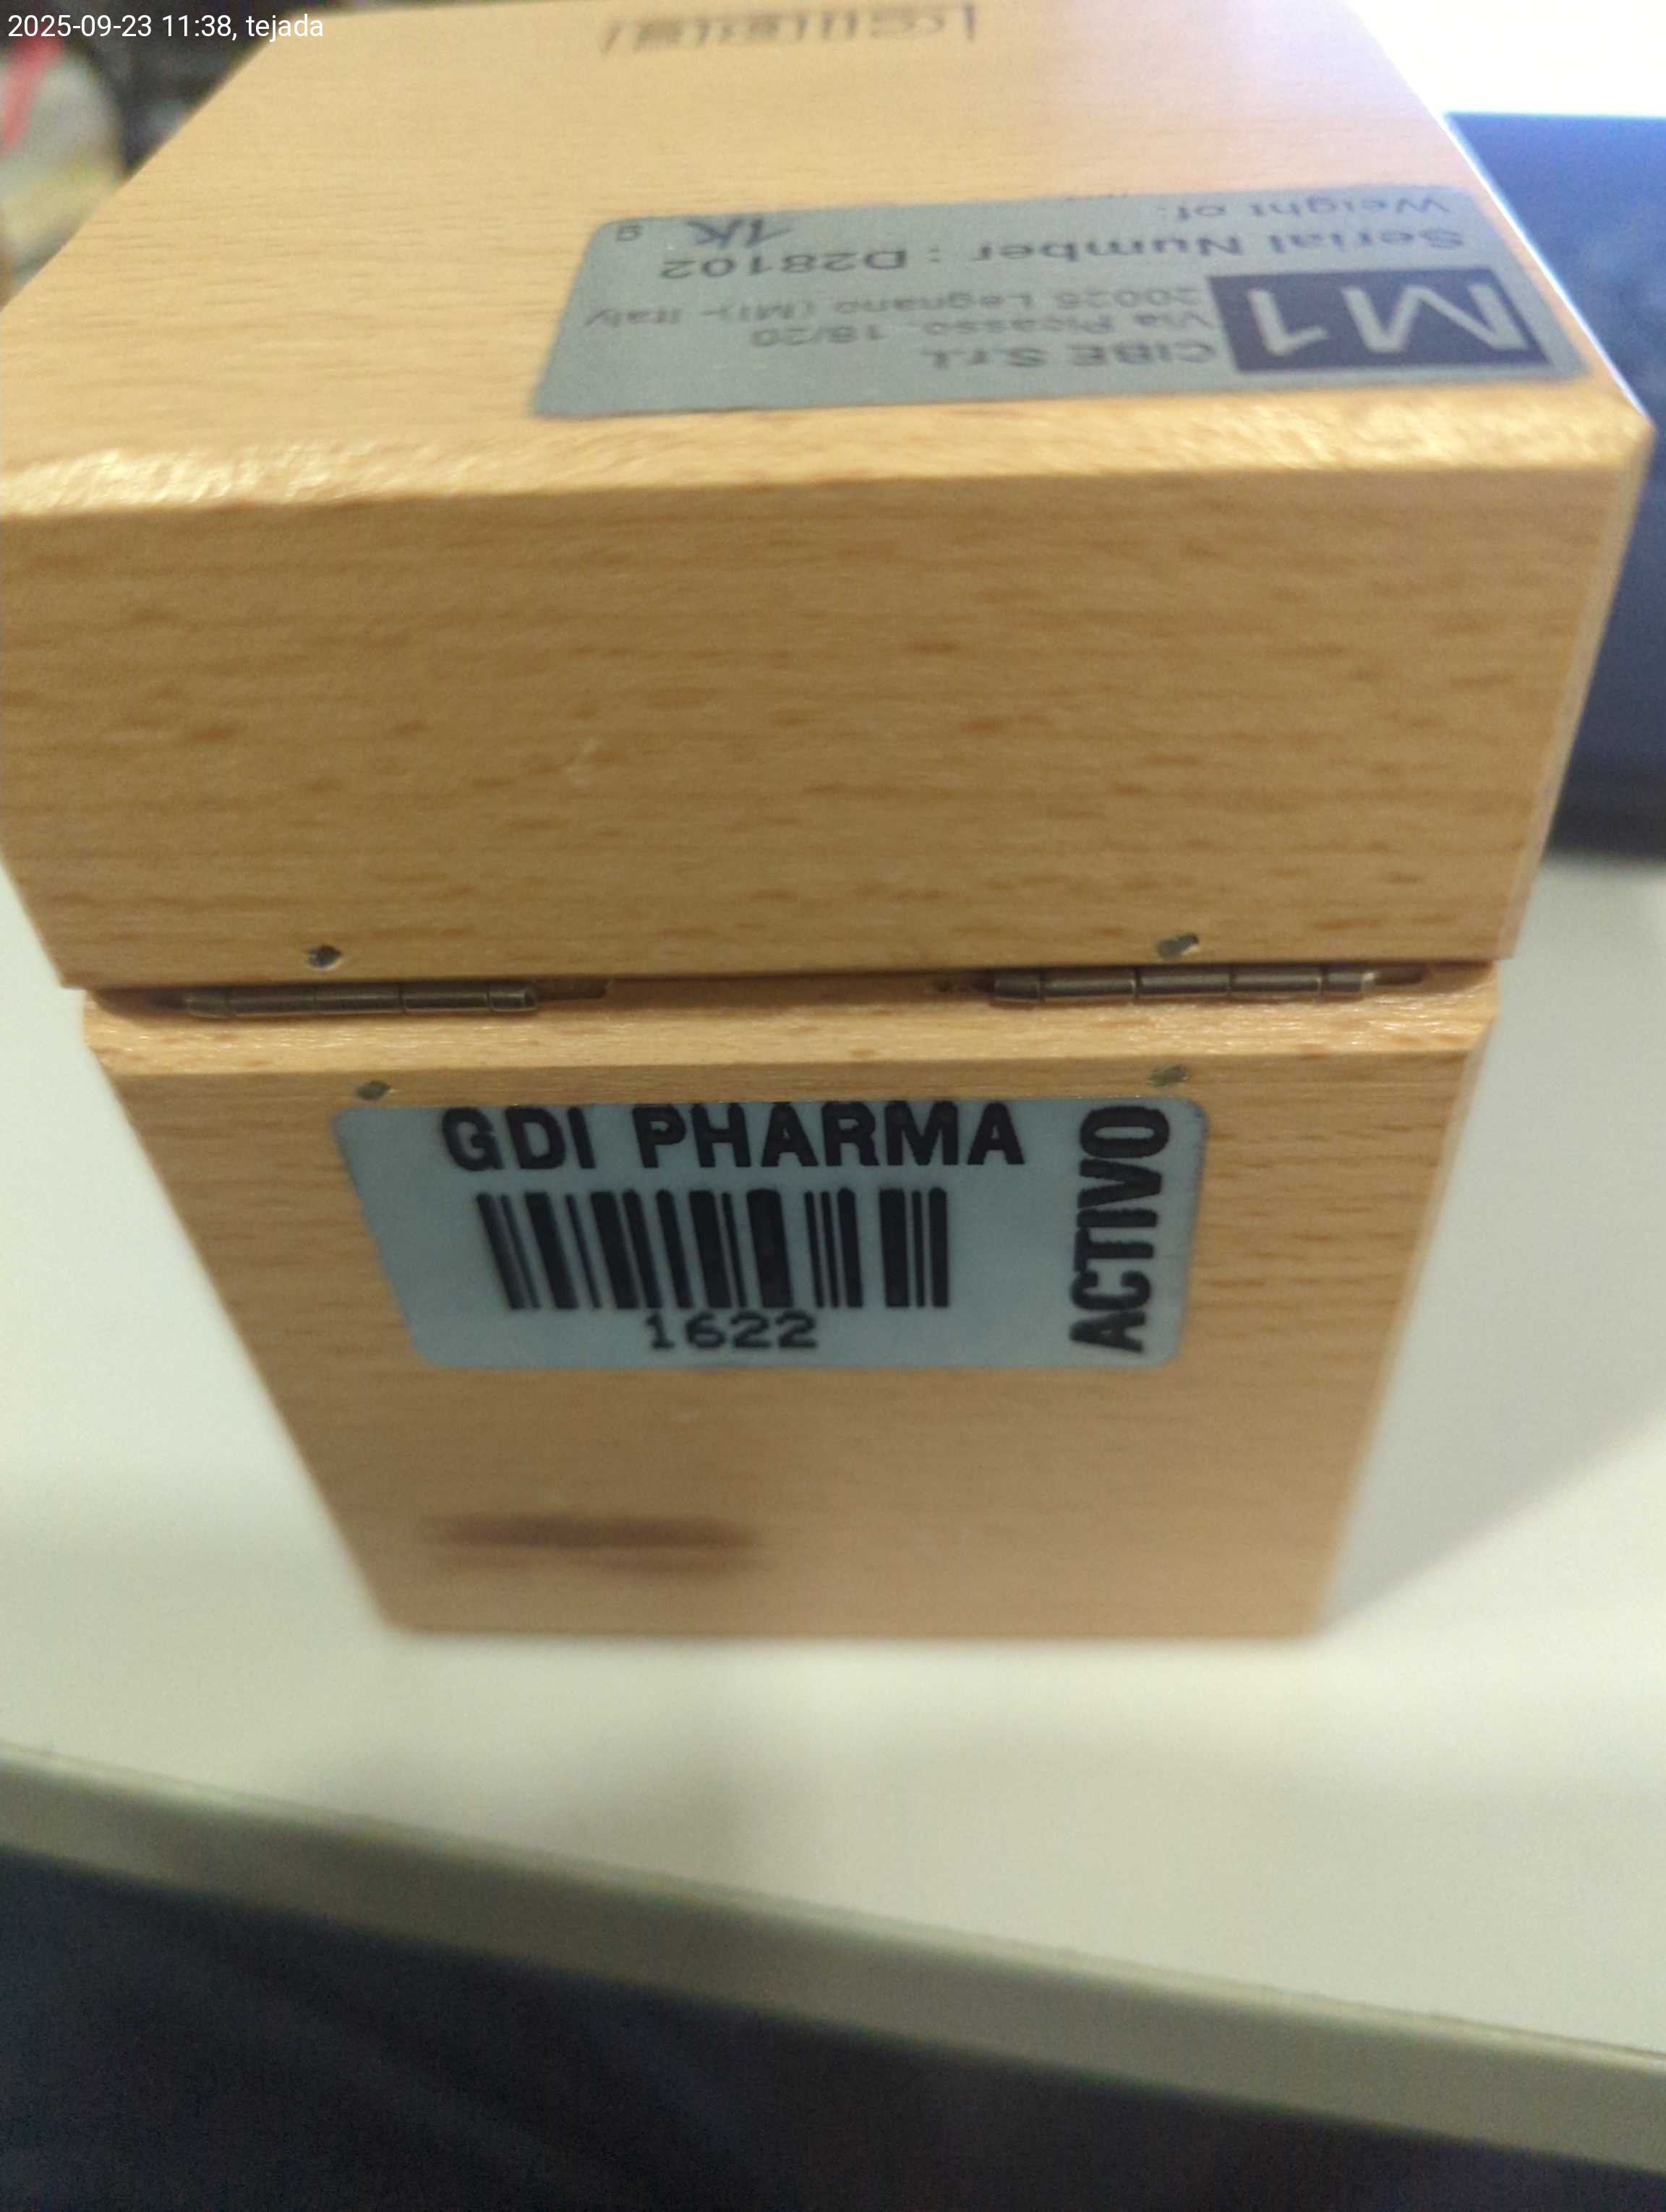 2025-09-23 11:38, tejada
M1
CIBE S.r.l.
Via Picasso, 18/20
20025 Legnano (MI)- Italy
Serial Number : D28102
Weight of: 1K g
GDI PHARMA
1622
ACTIVO